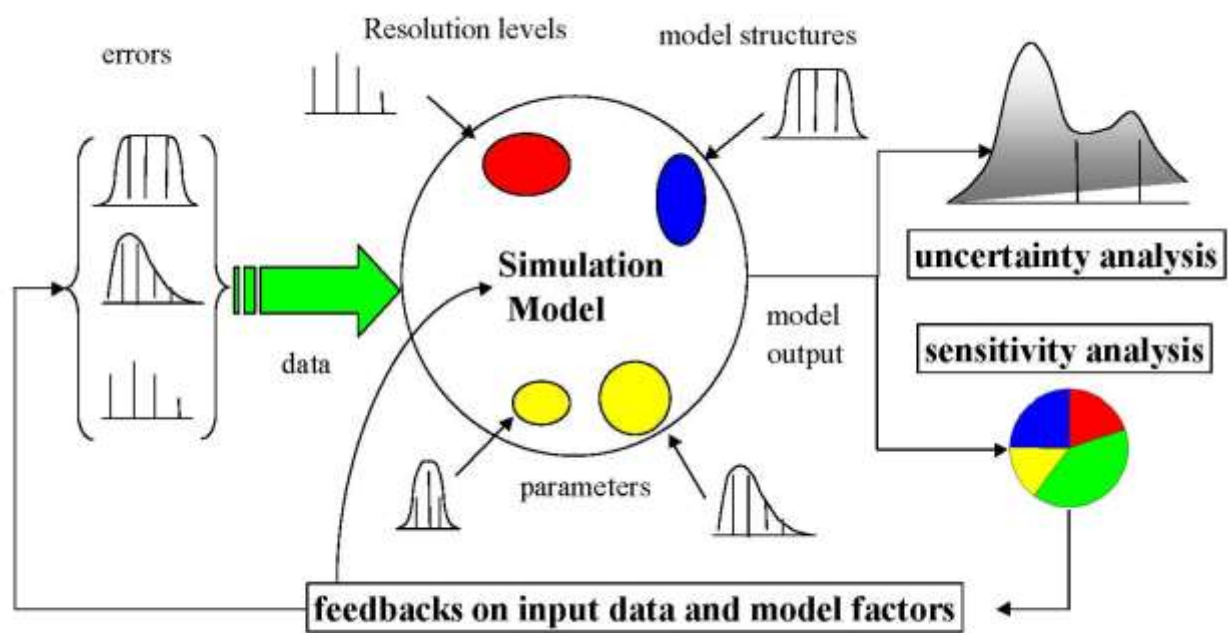 Resolution levels
model structures
errors
uncertainty analysis
Simulation
Model
model
output
data
sensitivity analysis
parameters
feedbacks on input data and model factors